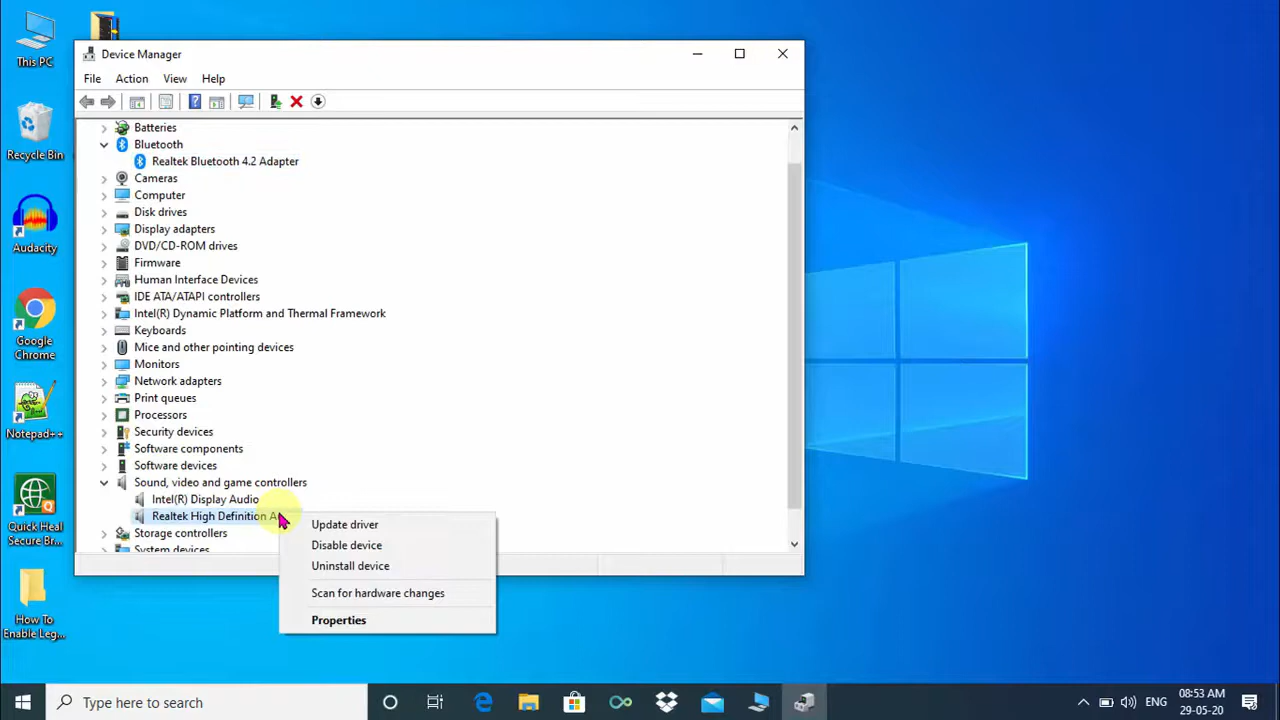 This PC
Recycle Bin
Audacity
Google
Chrome
Notepad++
Quick Heal
Secure Br...
How To
Enable Leg...
Device Manager
File Action View Help
Batteries
Bluetooth
Realtek Bluetooth 4.2 Adapter
Cameras
Computer
Disk drives
Display adapters
DVD/CD-ROM drives
Firmware
Human Interface Devices
IDE ATA/ATAPI controllers
Intel(R) Dynamic Platform and Thermal Framework
Keyboards
Mice and other pointing devices
Monitors
Network adapters
Print queues
Processors
Security devices
Software components
Software devices
Sound, video and game controllers
Intel(R) Display Audio
Realtek High Definition
Storage controllers
System devices
Update driver
Disable device
Uninstall device
Scan for hardware changes
Properties
Type here to search
ENG
08:53 AM
29-05-20